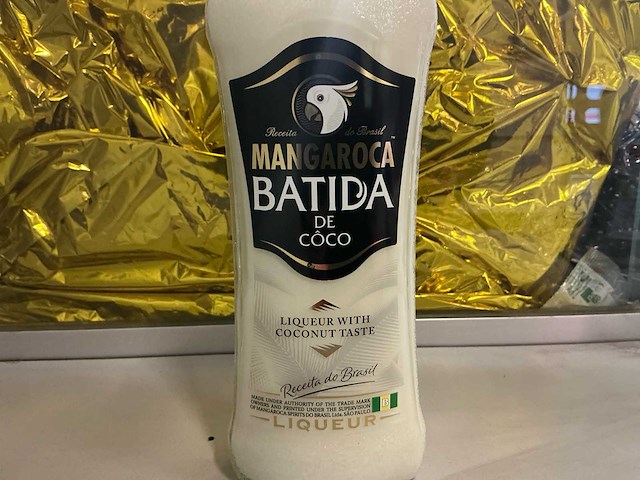 Receita do Brasil
MANGAROCA™
BATIDA
DE
CÔCO
LIQUEUR WITH
COCONUT TASTE
Receita do Brasil
MADE UNDER AUTHORITY OF THE TRADE MARK
OWNERS AND PRINTED UNDER THE SUPERVISION
OF MANGAROCA SPIRITS DO BRASIL Ltda. SÃO PAULO
LIQUEUR